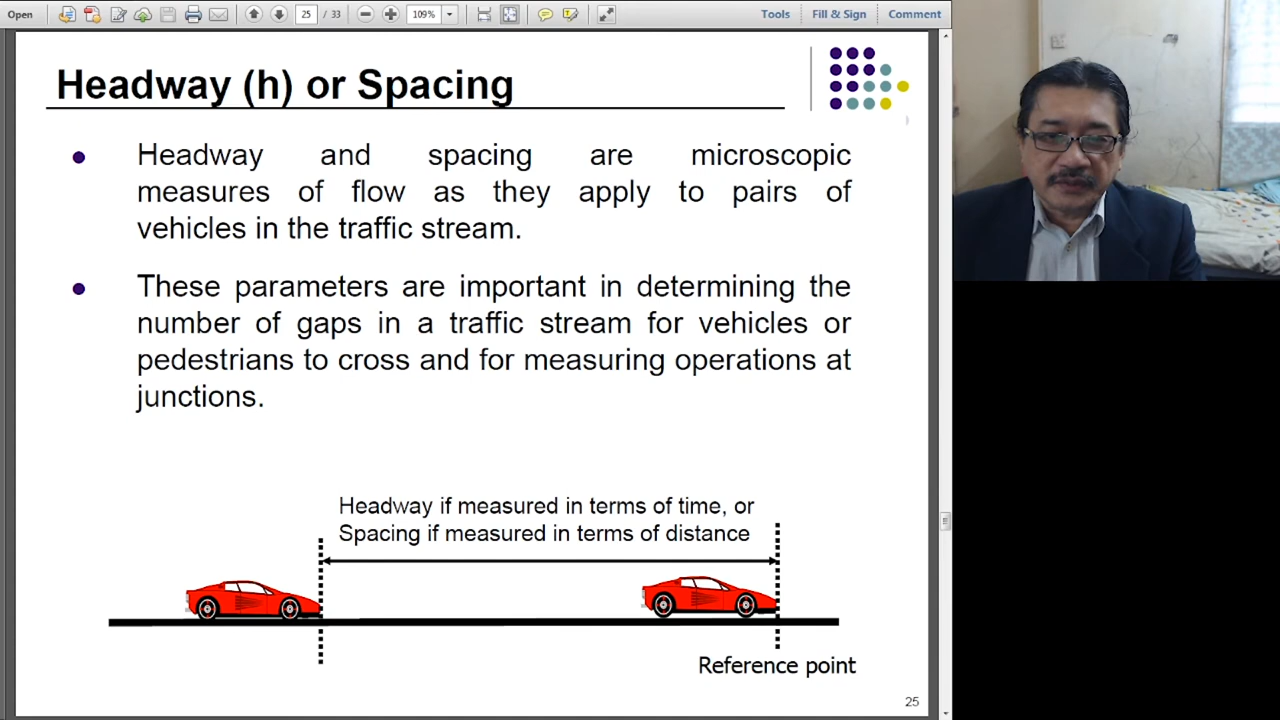 Open 25 / 33 109% Tools Fill & Sign Comment
Headway (h) or Spacing
Headway and spacing are microscopic
measures of flow as they apply to pairs of
vehicles in the traffic stream.
These parameters are important in determining the
number of gaps in a traffic stream for vehicles or
pedestrians to cross and for measuring operations at
junctions.
Headway if measured in terms of time, or
Spacing if measured in terms of distance
Reference point
25